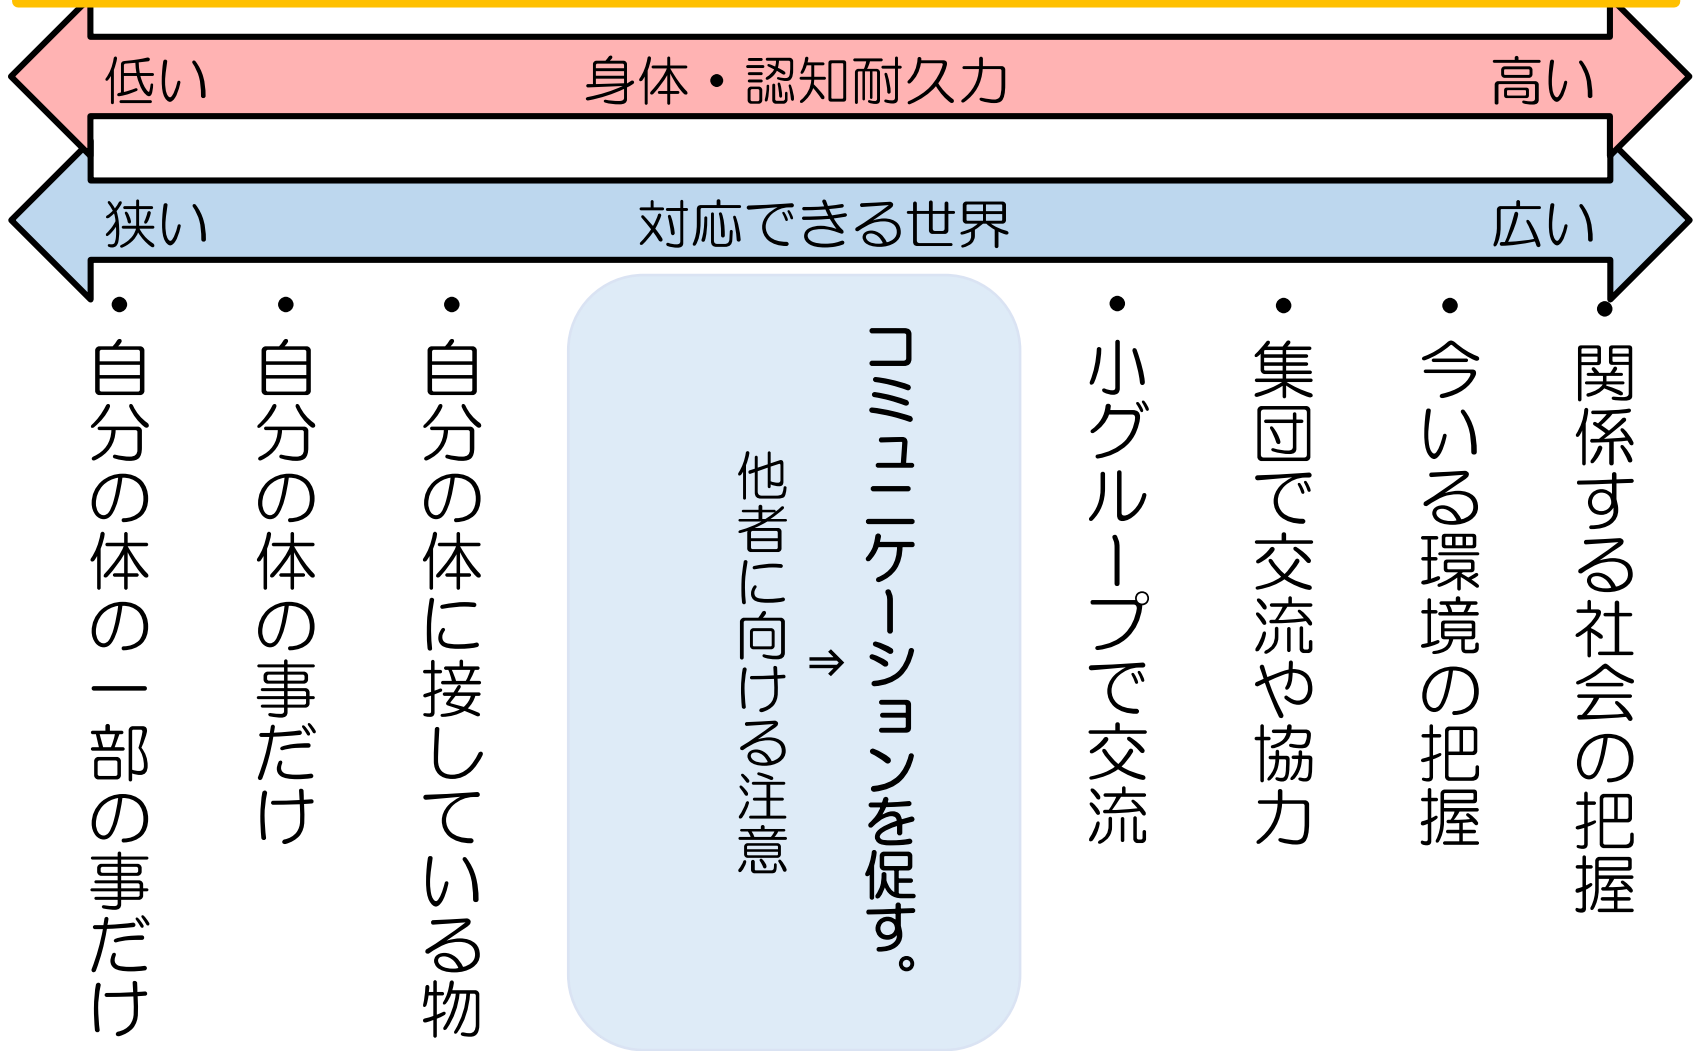 低い 身体・認知耐久力 高い
狭い 対応できる世界 広い
・自分の体の一部の事だけ
・自分の体の事だけ
・自分の体に接している物
他者に向ける注意
⇒
コミュニケーションを促す。
・小グループで交流
・集団で交流や協力
・今いる環境の把握
・関係する社会の把握